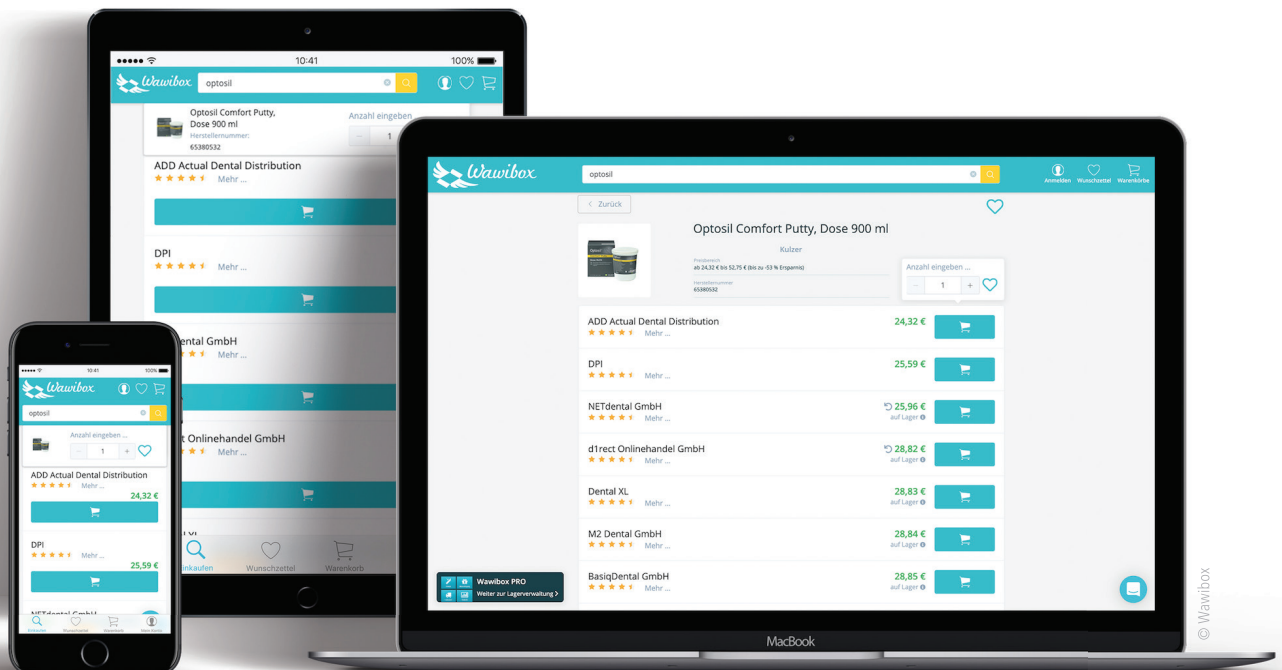 10:41
100%
Wawibox
optosil
Optosil Comfort Putty,
Dose 900 ml
Herstellernummer:
65380532
Anzahl eingeben
1
ADD Actual Dental Distribution
Mehr ...
DPI
Mehr ...
ental GmbH
Mehr ...
t Onlinehandel GmbH
Mehr ...
inkaufen
Wunschzettel
Warenkorb
10:41
100%
Wawibox
optosil
Anzahl eingeben ...
1
ADD Actual Dental Distribution
Mehr ...
24,32 €
DPI
Mehr ...
25,59 €
Einkaufen
Wunschzettel
Warenkorb
Mein Konto
Wawibox
optosil
Anmelden Wunschzettel Warenkörbe
Zurück
Optosil Comfort Putty, Dose 900 ml
Kulzer
Preisbereich
ab 24,32 € bis 52,75 € (bis zu -53 % Ersparnis)
Herstellernummer
65380532
Anzahl eingeben ...
1
ADD Actual Dental Distribution 24,32 €
Mehr ...
DPI 25,59 €
Mehr ...
NETdental GmbH 25,96 €
Mehr ... auf Lager
d1rect Onlinehandel GmbH 28,82 €
Mehr ... auf Lager
Dental XL 28,83 €
Mehr ... auf Lager
M2 Dental GmbH 28,84 €
Mehr ... auf Lager
BasiqDental GmbH 28,85 €
Mehr ... auf Lager
Wawibox PRO
Weiter zur Lagerverwaltung
MacBook
© Wawibox